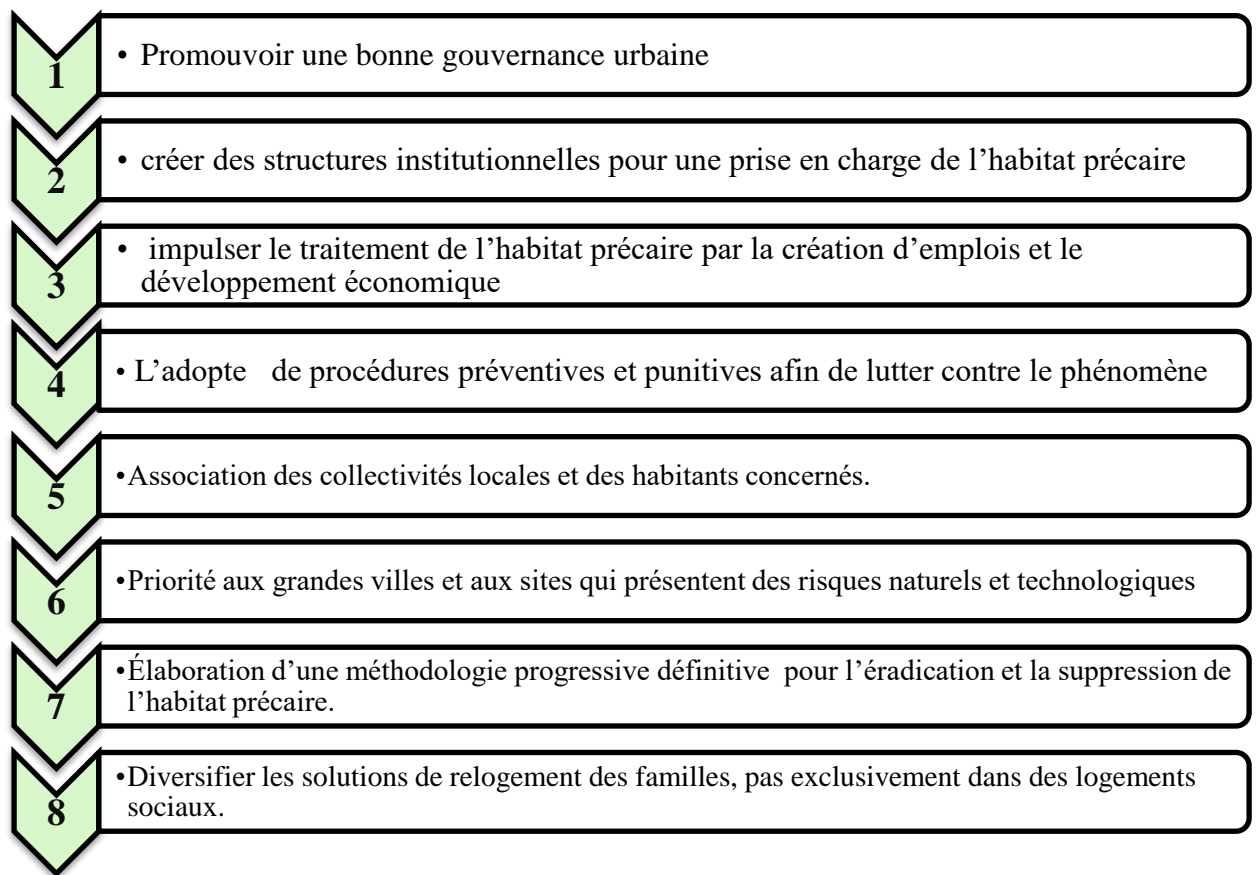 1
• Promouvoir une bonne gouvernance urbaine
2
• créer des structures institutionnelles pour une prise en charge de l’habitat précaire
3
• impulser le traitement de l’habitat précaire par la création d’emplois et le
développement économique
4
• L’adopte de procédures préventives et punitives afin de lutter contre le phénomène
5
•Association des collectivités locales et des habitants concernés.
6
•Priorité aux grandes villes et aux sites qui présentent des risques naturels et technologiques
7
•Élaboration d’une méthodologie progressive définitive pour l’éradication et la suppression de
l’habitat précaire.
8
•Diversifier les solutions de relogement des familles, pas exclusivement dans des logements
sociaux.